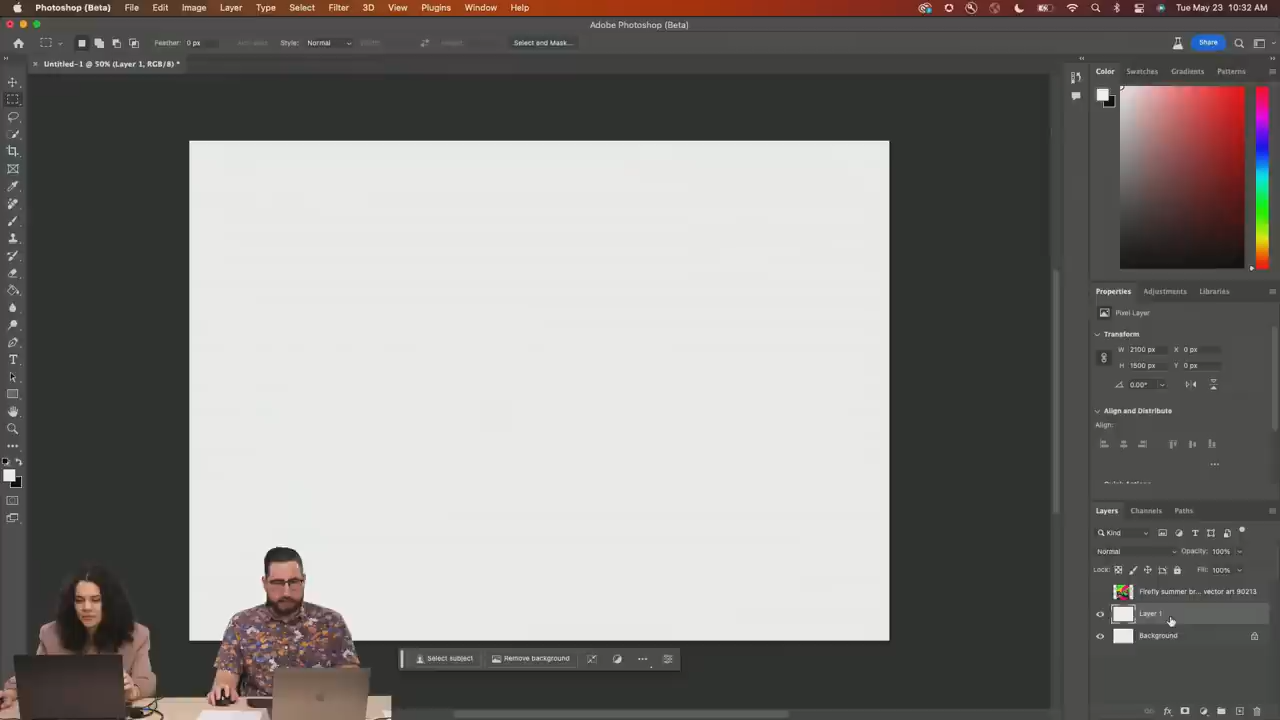 Photoshop (Beta) File Edit Image Layer Type Select Filter 3D View Plugins Window Help Tue May 23 10:32 AM
Adobe Photoshop (Beta)
Feather: 0 px Style: Normal Select and Mask... Share
Untitled-1 @ 50% (Layer 1, RGB/8) *
Color Swatches Gradients Patterns
Properties Adjustments Libraries
Pixel Layer
Transform
W 2100 px X 0 px
H 1500 px Y 0 px
0.00°
Align and Distribute
Align:
Layers Channels Paths
Kind
Normal Opacity: 100%
Lock: Fill: 100%
Firefly summer br... vector art 90213
Layer 1
Background
Select subject Remove background